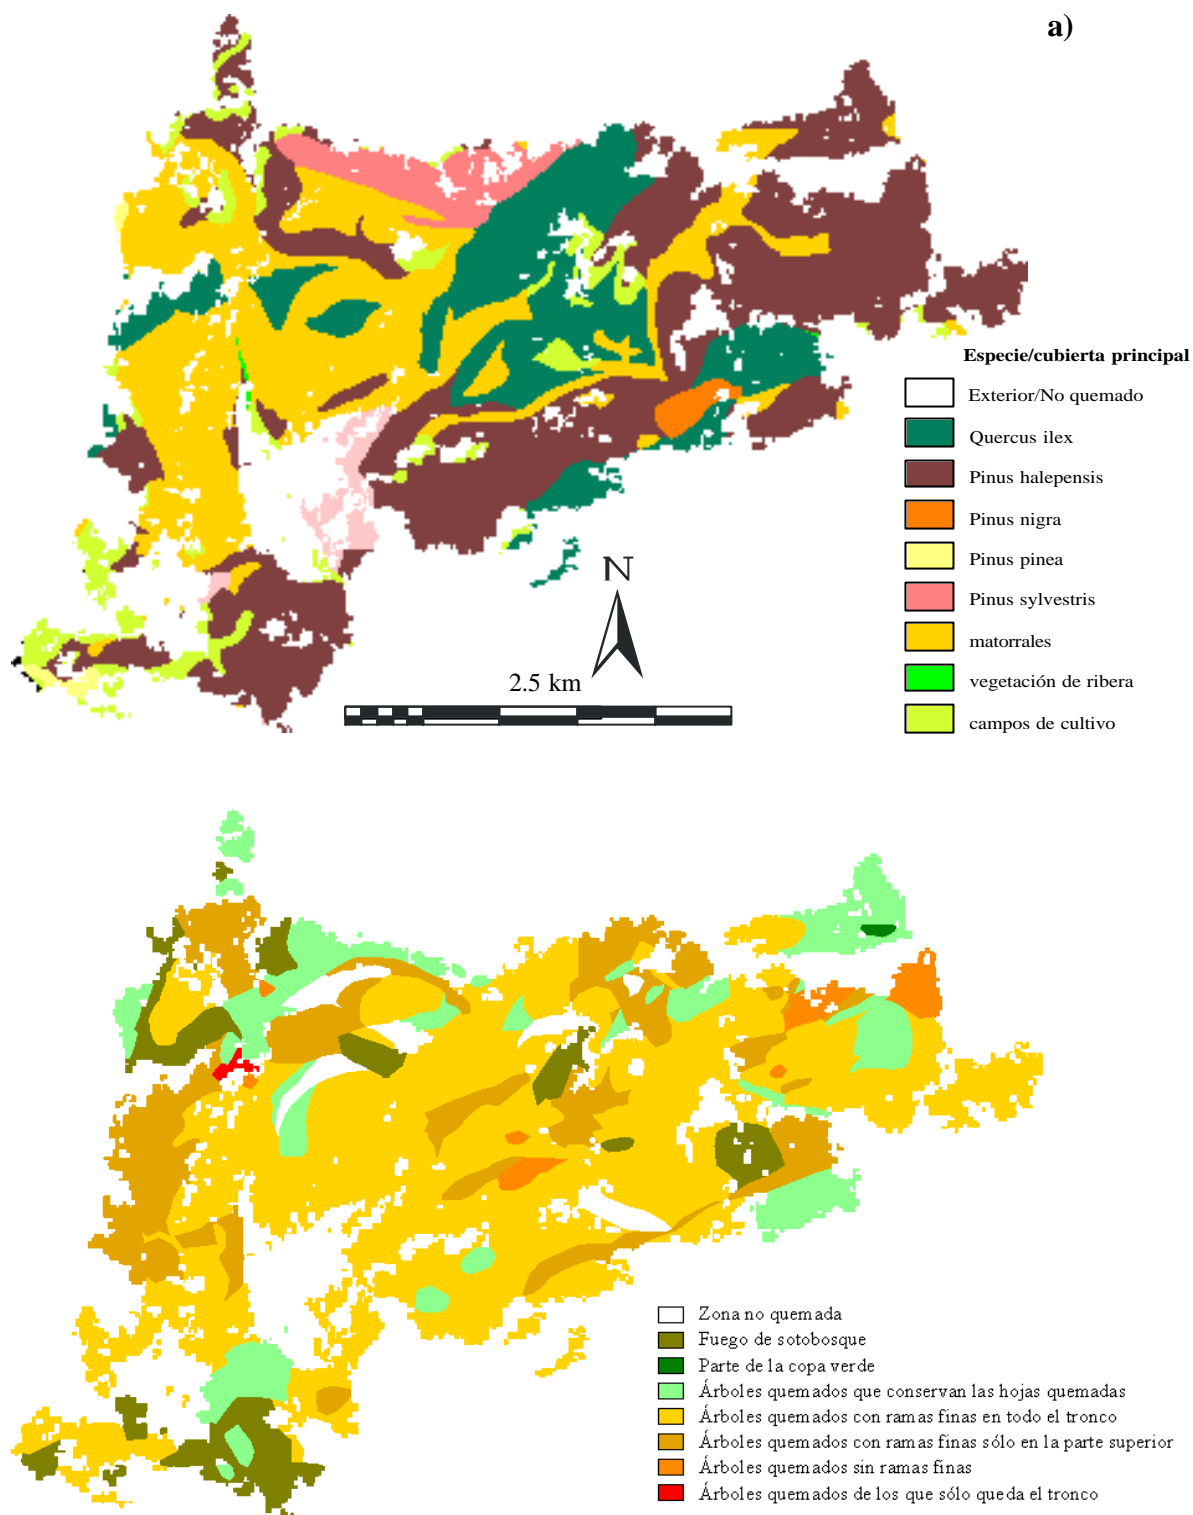 a)
Especie/cubierta principal
Exterior/No quemado
Quercus ilex
Pinus halepensis
Pinus nigra
Pinus pinea
Pinus sylvestris
matorrales
vegetación de ribera
campos de cultivo
N
2.5 km
Zona no quemada
Fuego de sotobosque
Parte de la copa verde
Árboles quemados que conservan las hojas quemadas
Árboles quemados con ramas finas en todo el tronco
Árboles quemados con ramas finas sólo en la parte superior
Árboles quemados sin ramas finas
Árboles quemados de los que sólo queda el tronco